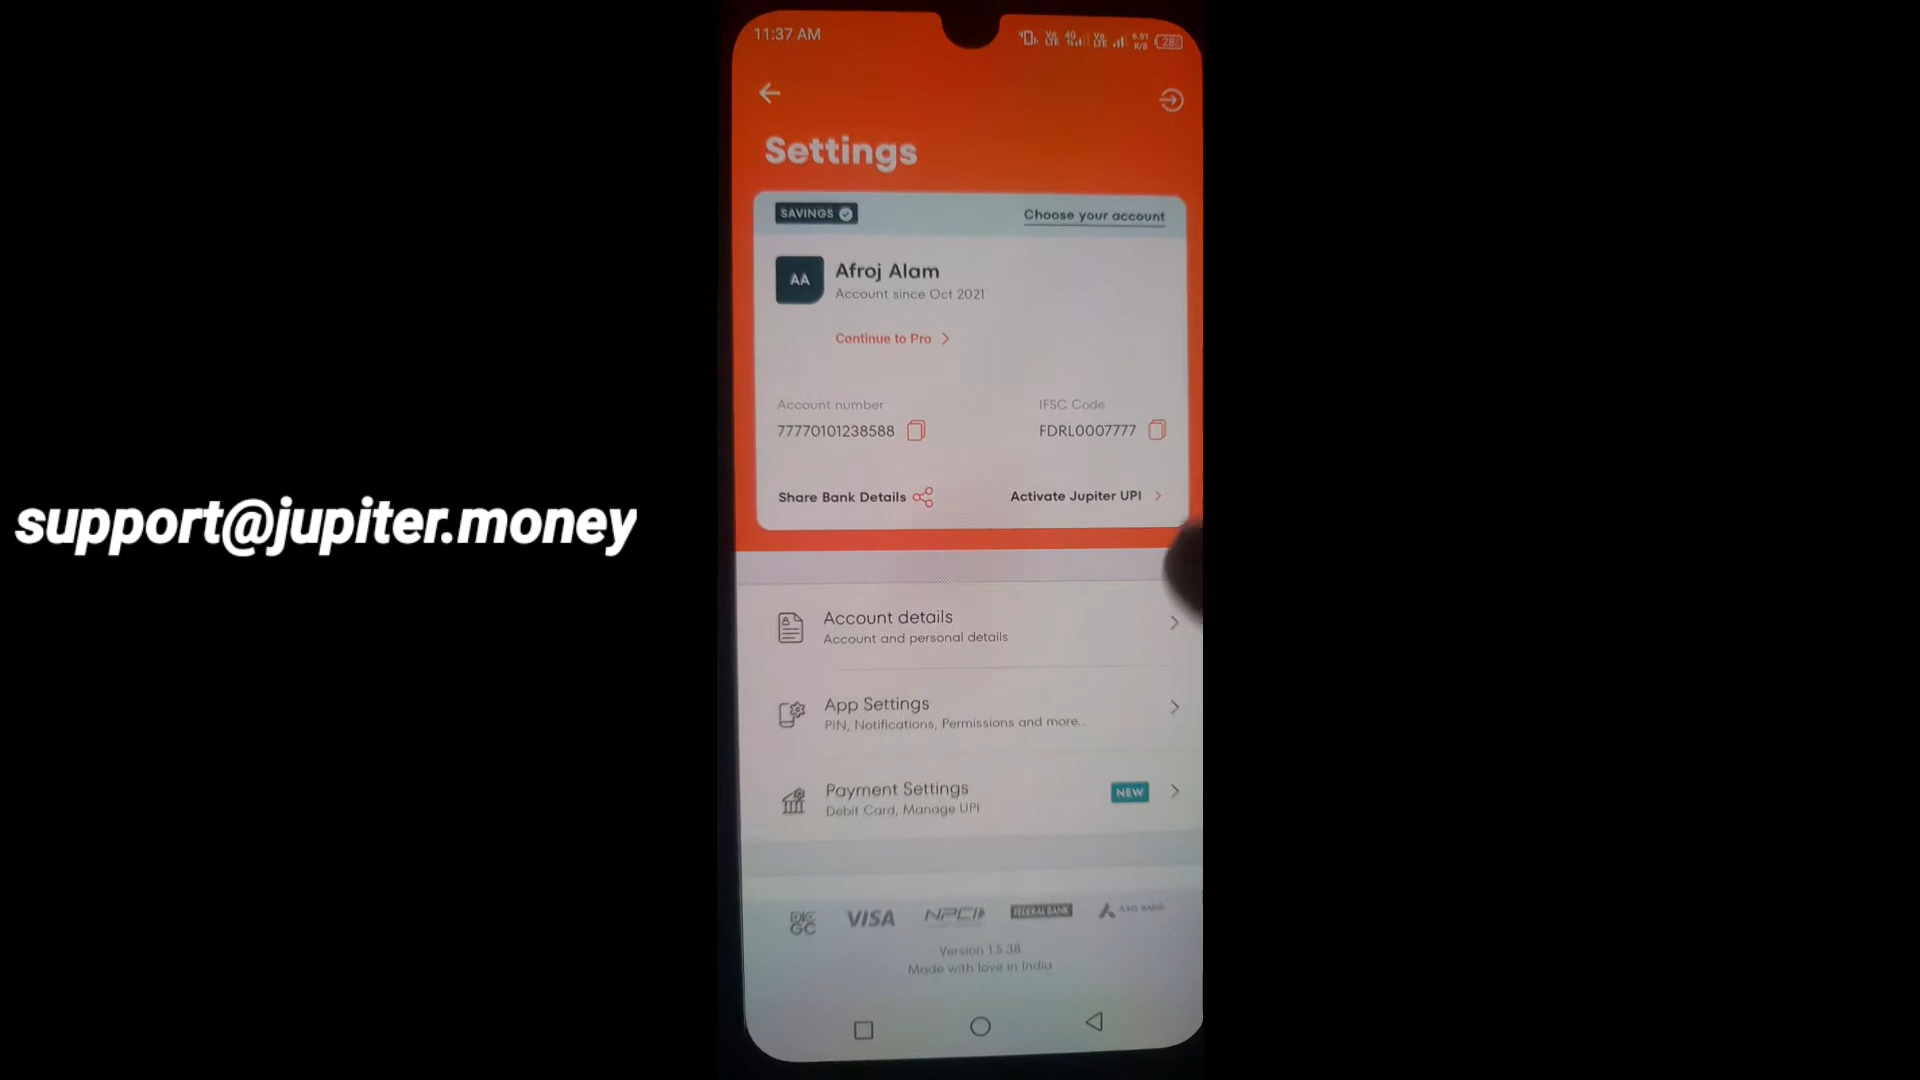 11:37 AM
Settings
SAVINGS
Choose your account
AA
Afroj Alam
Account since Oct 2021
Continue to Pro
Account number
IFSC Code
77770101238588
FDRL0007777
Share Bank Details
Activate Jupiter UPI
support@jupiter.money
Account details
Account and personal details
App Settings
PIN, Notifications, Permissions and more..
Payment Settings
NEW
Debit Card, Manage UPI
DIC
GC
VISA
NPCI
FEDERAL BANK
AXIS BANK
Version 1.5.38
Made with love in India